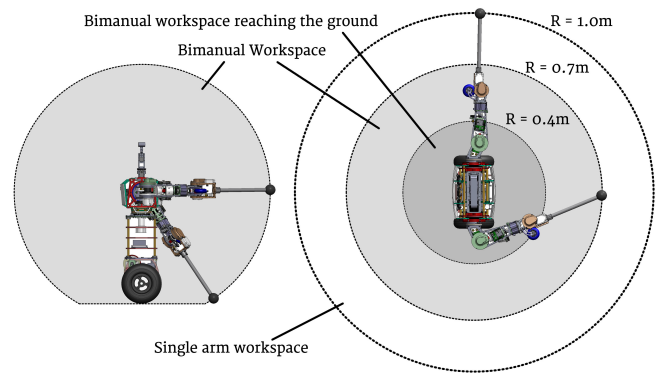 Bimanual workspace reaching the ground
R = 1.0m
Bimanual Workspace
R = 0.7m
R = 0.4m
Single arm workspace